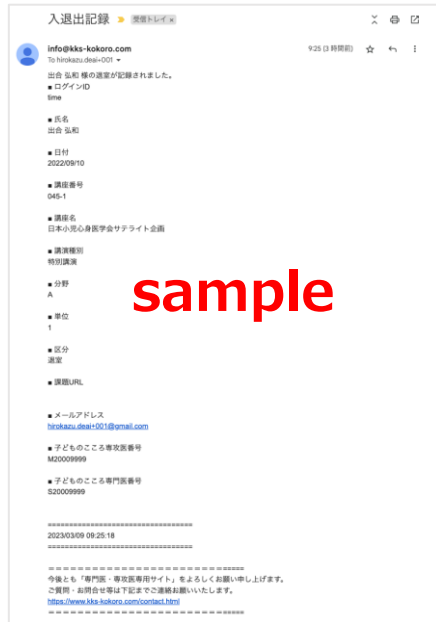 入退出記録 受信トレイ ×
info@kks-kokoro.com 9:25 (3 時間前)
To hirokazu.deai+001
出合 弘和 様の退室が記録されました。
■ ログインID
time
■ 氏名
出合 弘和
■ 日付
2022/09/10
■ 講座番号
045-1
■ 講座名
日本小児心身医学会サテライト企画
■ 講演種別
特別講演
■ 分野
A
sample
■ 単位
1
■ 区分
退室
■ 課題URL
■ メールアドレス
hirokazu.deai+001@gmail.com
■ 子どものこころ専攻医番号
M20009999
■ 子どものこころ専門医番号
S20009999
==================================
2023/03/09 09:25:18
==================================
＝＝＝＝＝＝＝＝＝＝＝＝＝＝＝＝＝＝＝＝＝＝＝=====
今後とも「専門医・専攻医専用サイト」をよろしくお願い申し上げます。
ご質問・お問合せ等は下記までご連絡お願いいたします。
https://www.kks-kokoro.com/contact.html
＝＝＝＝＝＝＝＝＝＝＝＝＝＝＝＝＝＝＝＝＝＝＝=====